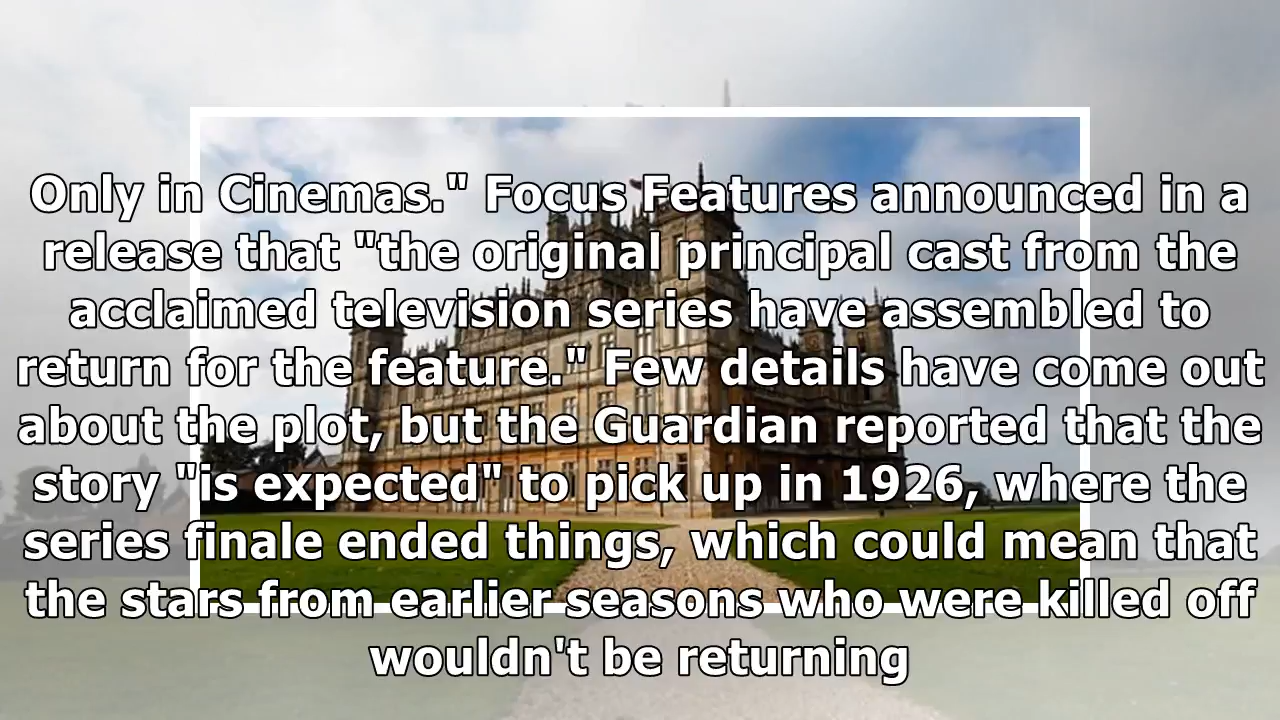 Only in Cinemas." Focus Features announced in a
release that "the original principal cast from the
acclaimed television series have assembled to
return for the feature." Few details have come out
about the plot, but the Guardian reported that the
story "is expected" to pick up in 1926, where the
series finale ended things, which could mean that
the stars from earlier seasons who were killed off
wouldn't be returning